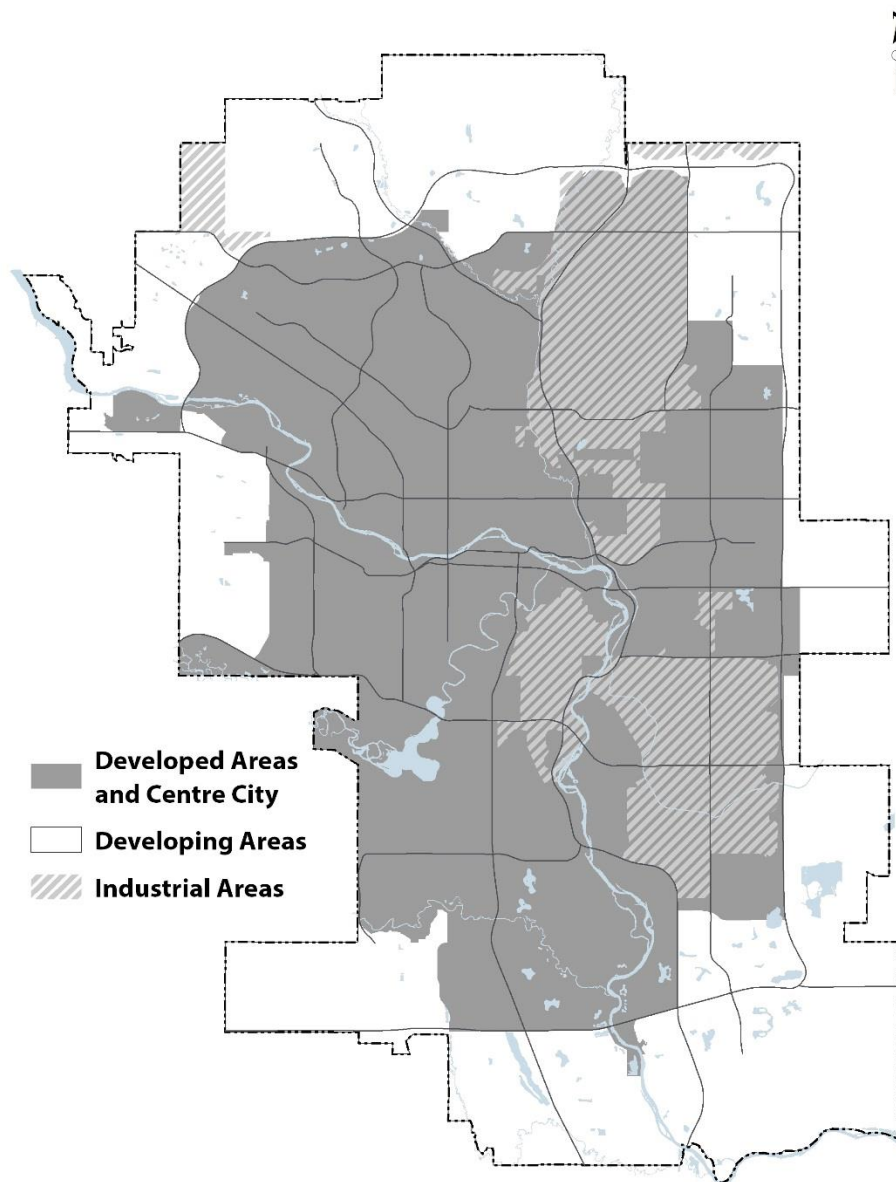 Developed Areas
and Centre City
Developing Areas
Industrial Areas